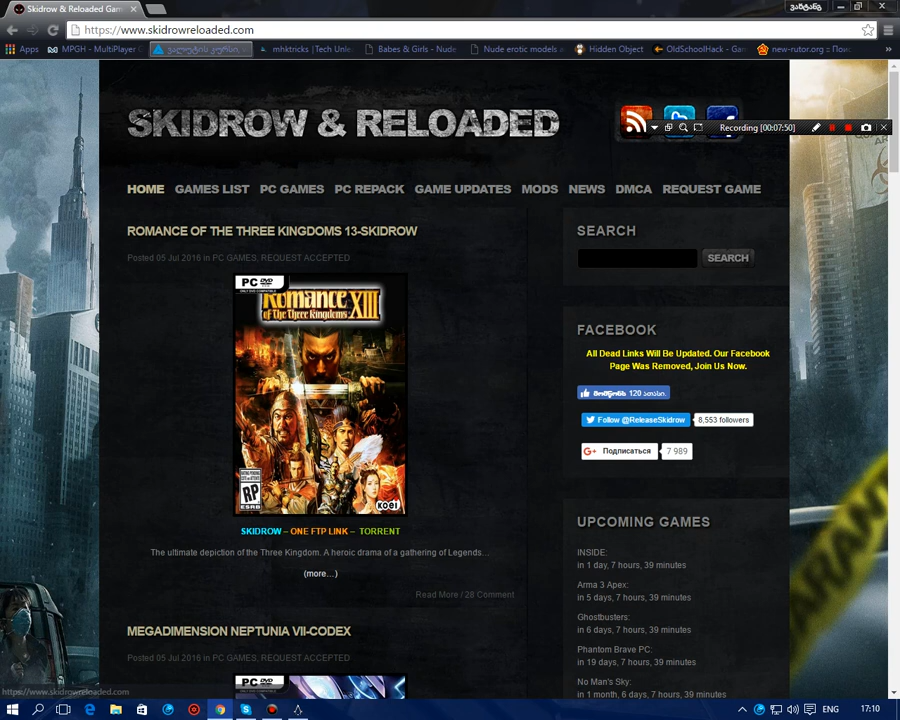 Skidrow & Reloaded Gam
ვახტანგ
https://www.skidrowreloaded.com
Apps
MPGH - MultiPlayer G
ვალუტის კურსი,
mhktricks |Tech Unle
Babes & Girls - Nude
Nude erotic models a
Hidden Object
OldSchoolHack - Gam
new-rutor.org :: Поис
SKIDROW & RELOADED
Recording [00:07:50]
HOME GAMES LIST PC GAMES PC REPACK GAME UPDATES MODS NEWS DMCA REQUEST GAME
ROMANCE OF THE THREE KINGDOMS 13-SKIDROW
Posted 05 Jul 2016 in PC GAMES, REQUEST ACCEPTED
PC DVD
Romance XIII
of The Three Kingdoms
RP
ESRB
KOEI
SKIDROW – ONE FTP LINK – TORRENT
The ultimate depiction of the Three Kingdom. A heroic drama of a gathering of Legends…
(more…)
Read More / 28 Comment
MEGADIMENSION NEPTUNIA VII-CODEX
Posted 05 Jul 2016 in PC GAMES, REQUEST ACCEPTED
PC DVD
SEARCH
SEARCH
FACEBOOK
All Dead Links Will Be Updated. Our Facebook
Page Was Removed, Join Us Now.
მოწონს 120 ათასი.
Follow @ReleaseSkidrow
8,553 followers
G+ Подписаться
7 989
UPCOMING GAMES
INSIDE:
in 1 day, 7 hours, 39 minutes
Arma 3 Apex:
in 5 days, 7 hours, 39 minutes
Ghostbusters:
in 6 days, 7 hours, 39 minutes
Phantom Brave PC:
in 19 days, 7 hours, 39 minutes
No Man's Sky:
in 1 month, 6 days, 7 hours, 39 minutes
QUARANT
https://www.skidrowreloaded.com
ENG
17:10